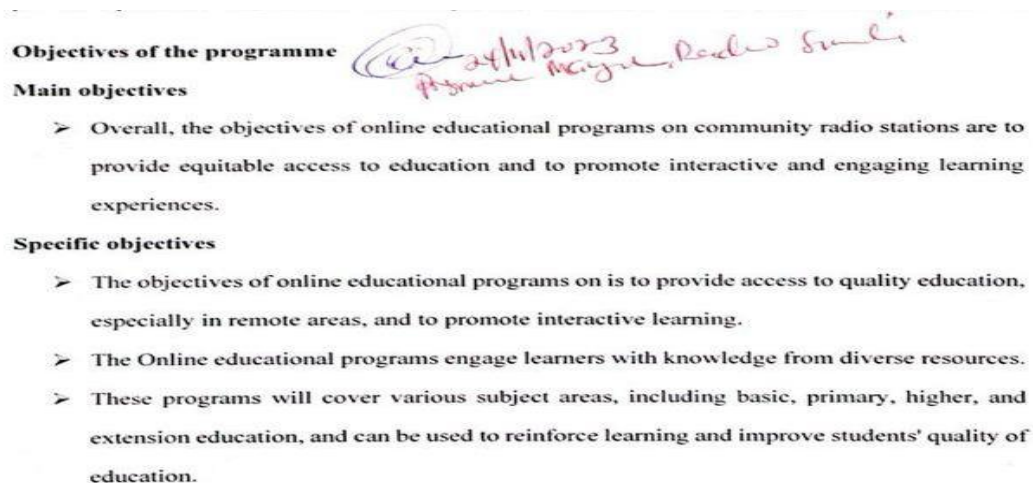 Objectives of the programme
24/11/2023
Main objectives
➤ Overall, the objectives of online educational programs on community radio stations are to
provide equitable access to education and to promote interactive and engaging learning
experiences.
Specific objectives
➤ The objectives of online educational programs on is to provide access to quality education,
especially in remote areas, and to promote interactive learning.
➤ The Online educational programs engage learners with knowledge from diverse resources.
➤ These programs will cover various subject areas, including basic, primary, higher, and
extension education, and can be used to reinforce learning and improve students' quality of
education.